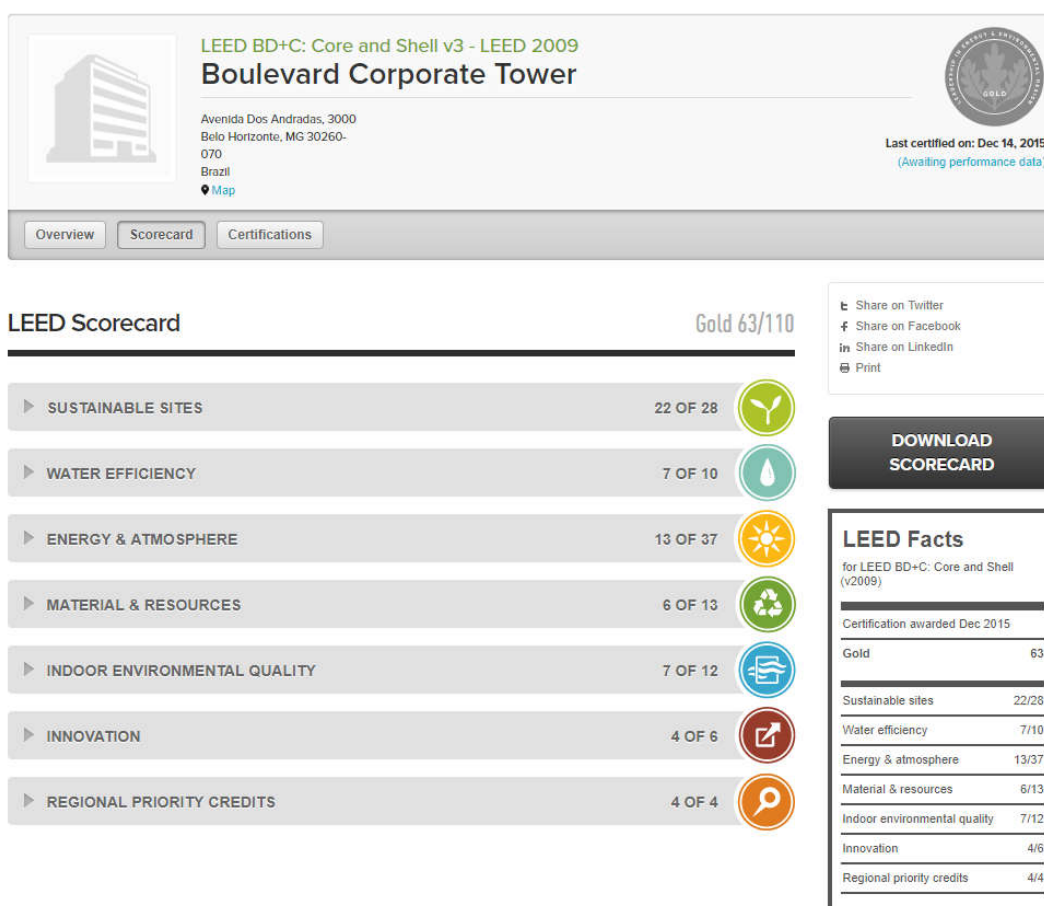 LEED BD+C: Core and Shell v3 - LEED 2009
Boulevard Corporate Tower
Avenida Dos Andradas, 3000
Belo Horizonte, MG 30260-
070
Brazil
Map
LEADERSHIP IN ENERGY & ENVIRONMENTAL DESIGN
GOLD
Last certified on: Dec 14, 2015
(Awaiting performance data)
Overview
Scorecard
Certifications
LEED Scorecard
Gold 63/110
SUSTAINABLE SITES 22 OF 28
WATER EFFICIENCY 7 OF 10
ENERGY & ATMOSPHERE 13 OF 37
MATERIAL & RESOURCES 6 OF 13
INDOOR ENVIRONMENTAL QUALITY 7 OF 12
INNOVATION 4 OF 6
REGIONAL PRIORITY CREDITS 4 OF 4
Share on Twitter
Share on Facebook
in Share on LinkedIn
Print
DOWNLOAD
SCORECARD
LEED Facts
for LEED BD+C: Core and Shell
(v2009)
Certification awarded Dec 2015
Gold 63
Sustainable sites 22/28
Water efficiency 7/10
Energy & atmosphere 13/37
Material & resources 6/13
Indoor environmental quality 7/12
Innovation 4/6
Regional priority credits 4/4